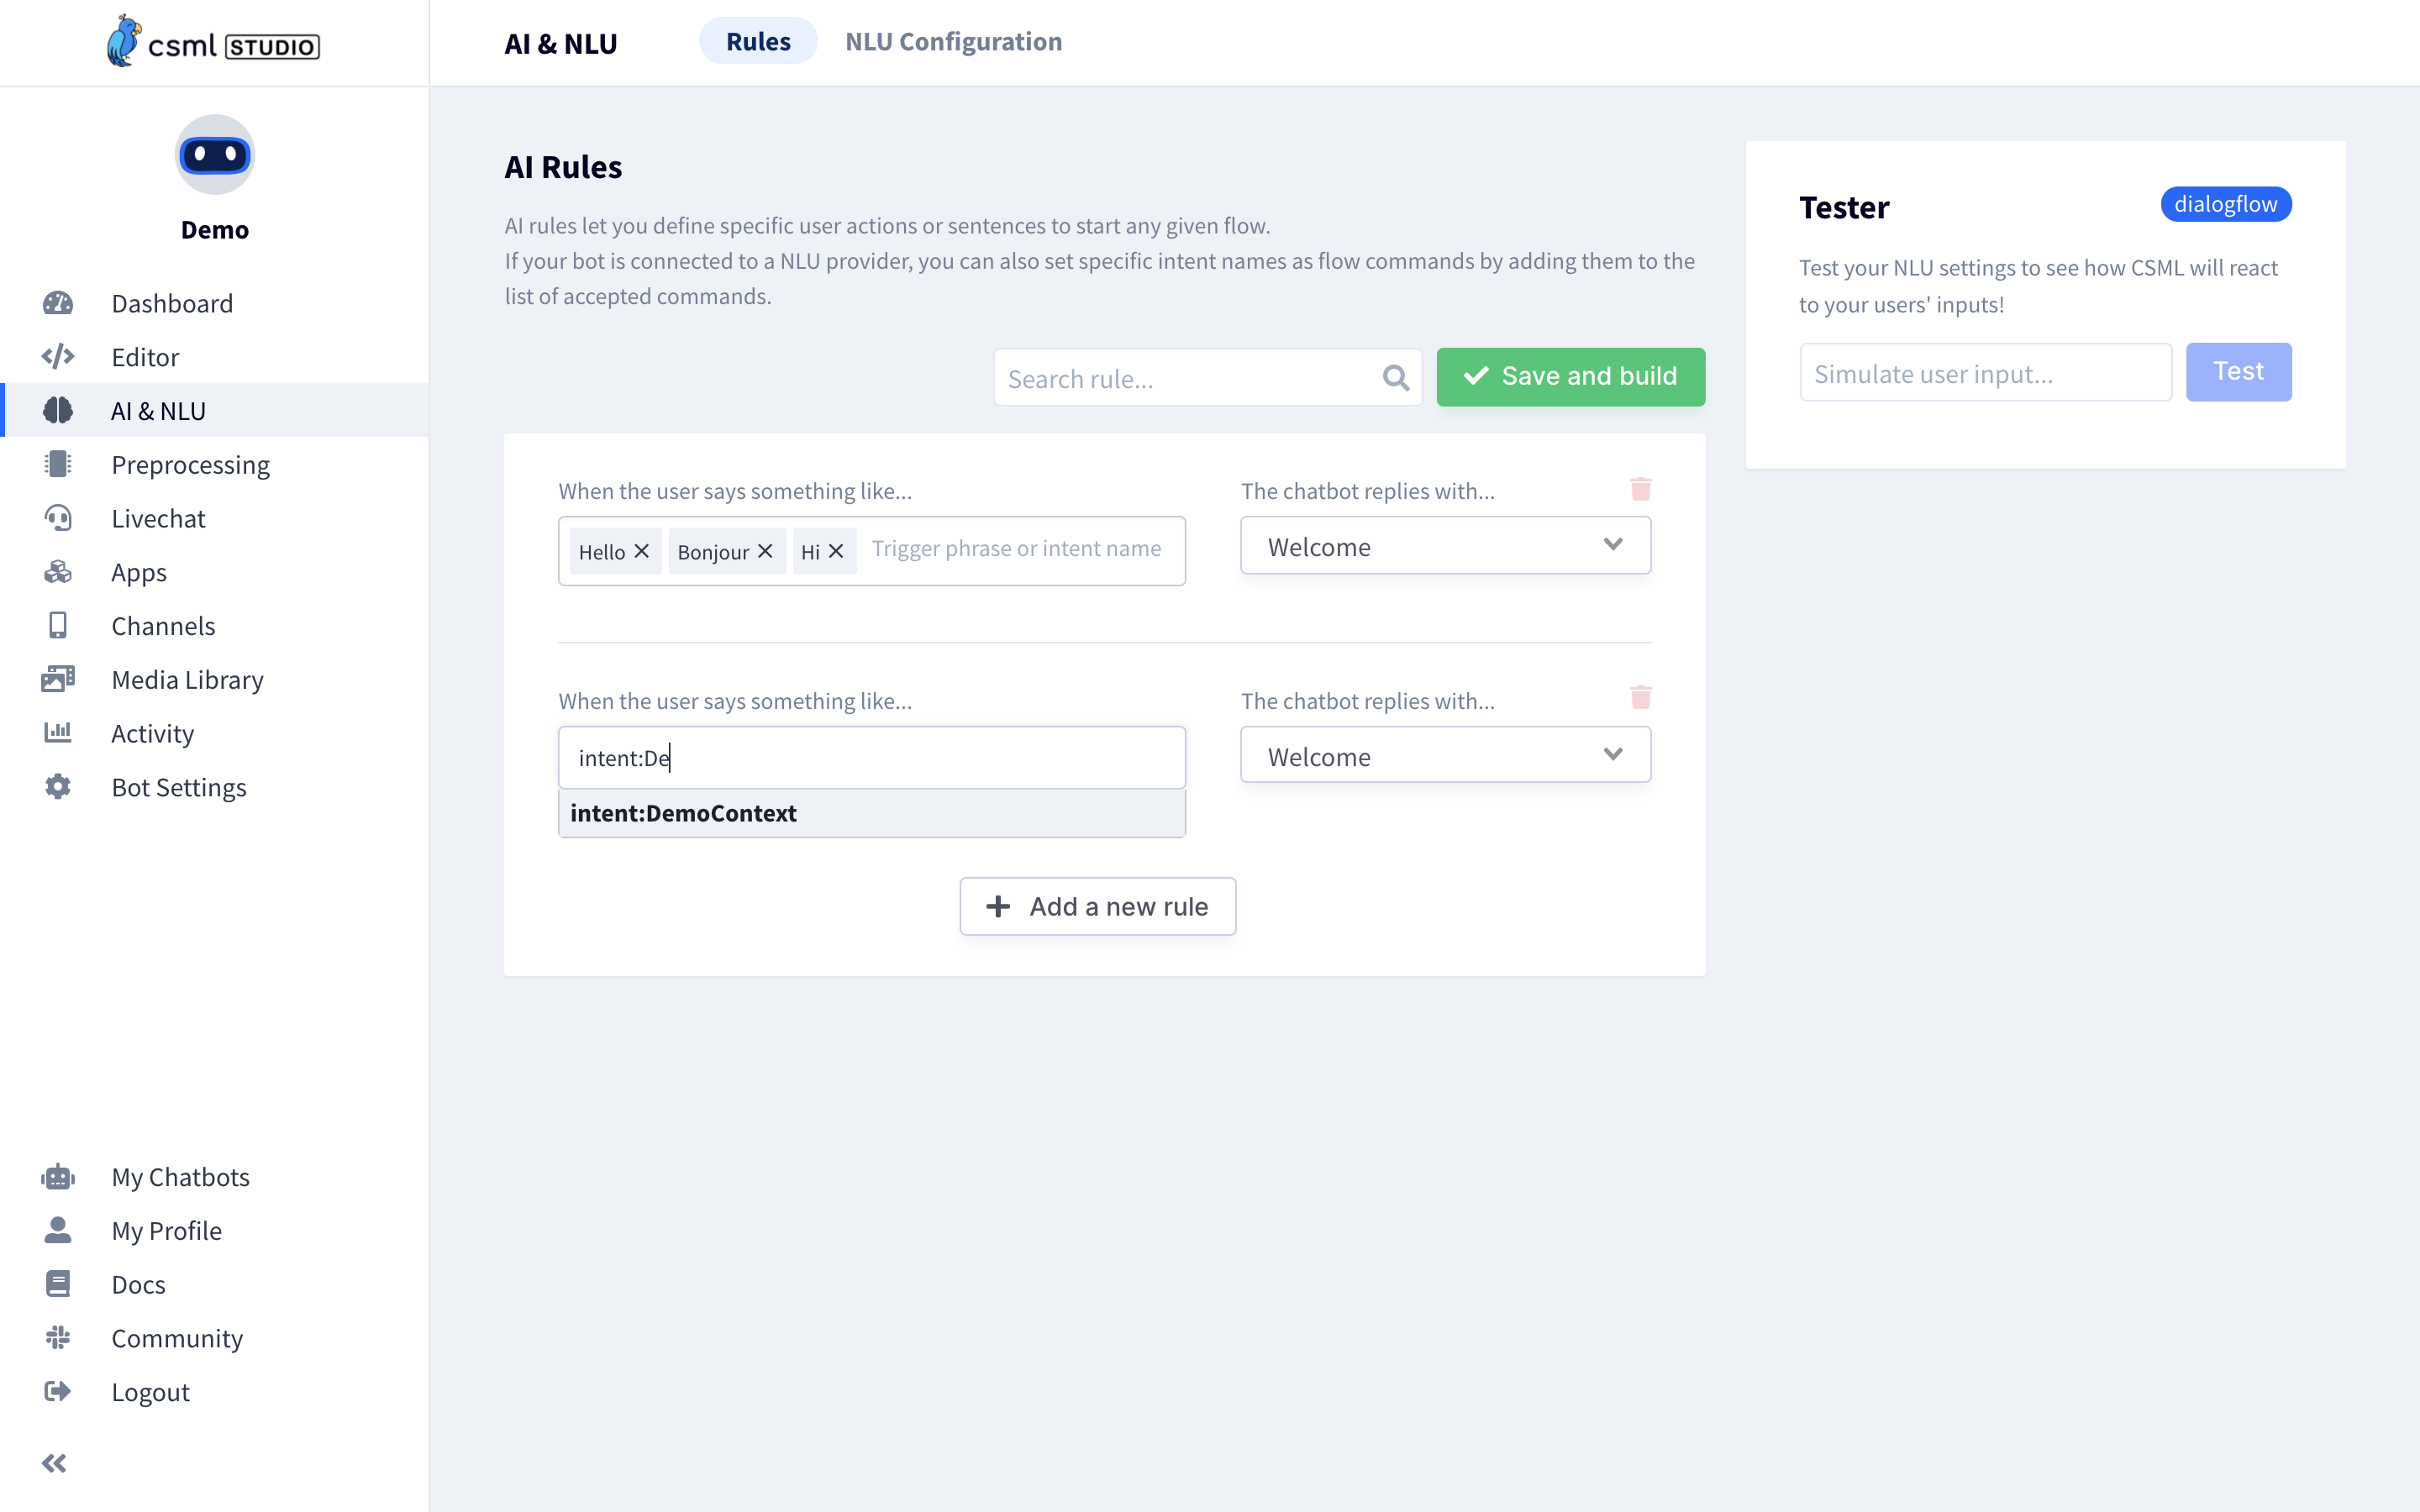 csml STUDIO
AI & NLU
Rules
NLU Configuration
Demo
Dashboard
Editor
AI & NLU
Preprocessing
Livechat
Apps
Channels
Media Library
Activity
Bot Settings
My Chatbots
My Profile
Docs
Community
Logout
AI Rules
AI rules let you define specific user actions or sentences to start any given flow.
If your bot is connected to a NLU provider, you can also set specific intent names as flow commands by adding them to the
list of accepted commands.
Search rule...
Save and build
When the user says something like...
The chatbot replies with...
Hello
Bonjour
Hi
Trigger phrase or intent name
Welcome
When the user says something like...
The chatbot replies with...
intent:De
Welcome
intent:DemoContext
Add a new rule
Tester
dialogflow
Test your NLU settings to see how CSML will react
to your users' inputs!
Simulate user input...
Test